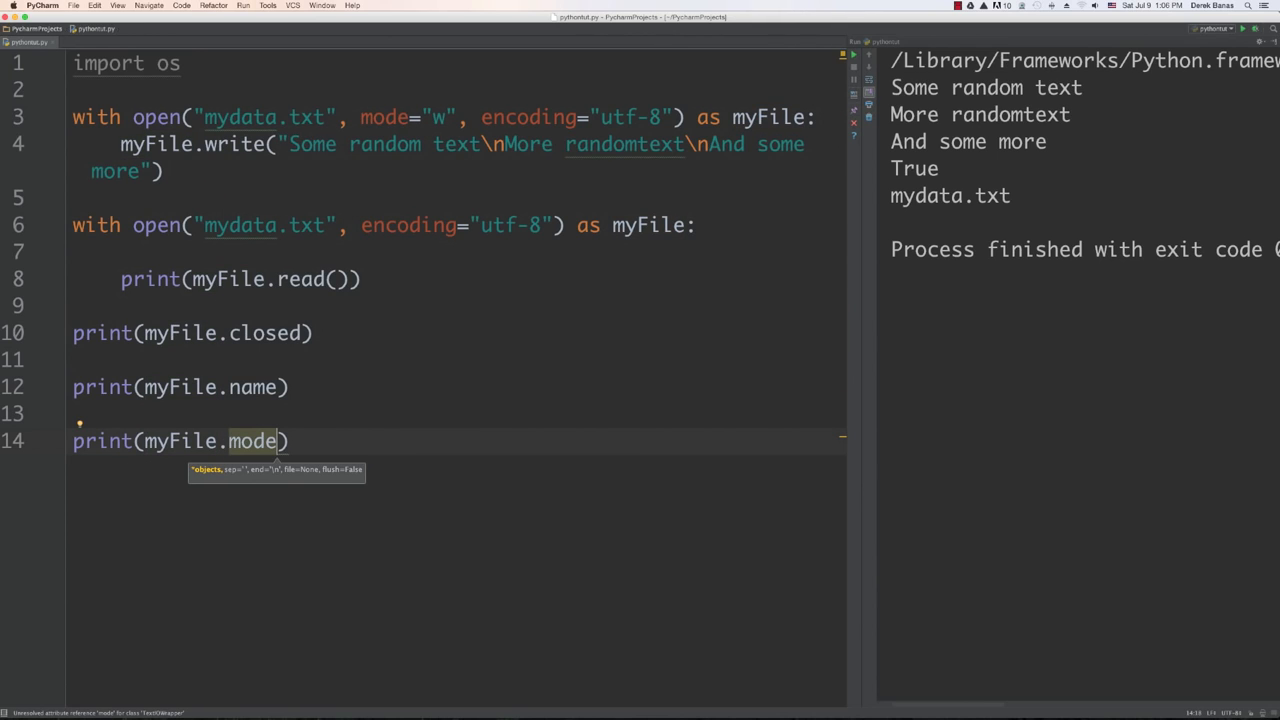 PyCharm File Edit View Navigate Code Refactor Run Tools VCS Window Help 10 Sat Jul 9 1:06 PM Derek Banas
pythontut.py - PycharmProjects - [~/PycharmProjects]
PycharmProjects pythontut.py pythontut
pythontut.py
Run: pythontut
1 import os
2
3 with open("mydata.txt", mode="w", encoding="utf-8") as myFile:
4 myFile.write("Some random text\nMore randomtext\nAnd some
more")
5
6 with open("mydata.txt", encoding="utf-8") as myFile:
7
8 print(myFile.read())
9
10 print(myFile.closed)
11
12 print(myFile.name)
13
14 print(myFile.mode)
*objects, sep=' ', end='\n', file=None, flush=False
/Library/Frameworks/Python.framew
Some random text
More randomtext
And some more
True
mydata.txt
Process finished with exit code
Unresolved attribute reference 'mode' for class 'TextIOWrapper'
14:18 LF÷ UTF-8÷